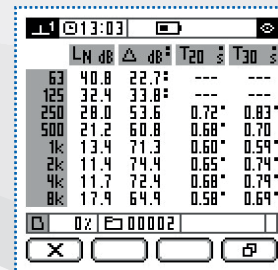 1 13:03
LN dB Δ dB T20 s T30 s
63 40.8 22.7 --- ---
125 32.4 33.8 --- ---
250 28.0 53.6 0.72 0.83
500 21.2 60.8 0.68 0.70
1k 13.4 71.3 0.60 0.59
2k 11.4 74.4 0.65 0.74
4k 11.7 72.4 0.68 0.79
8k 17.9 64.9 0.58 0.69
0% 00002
X